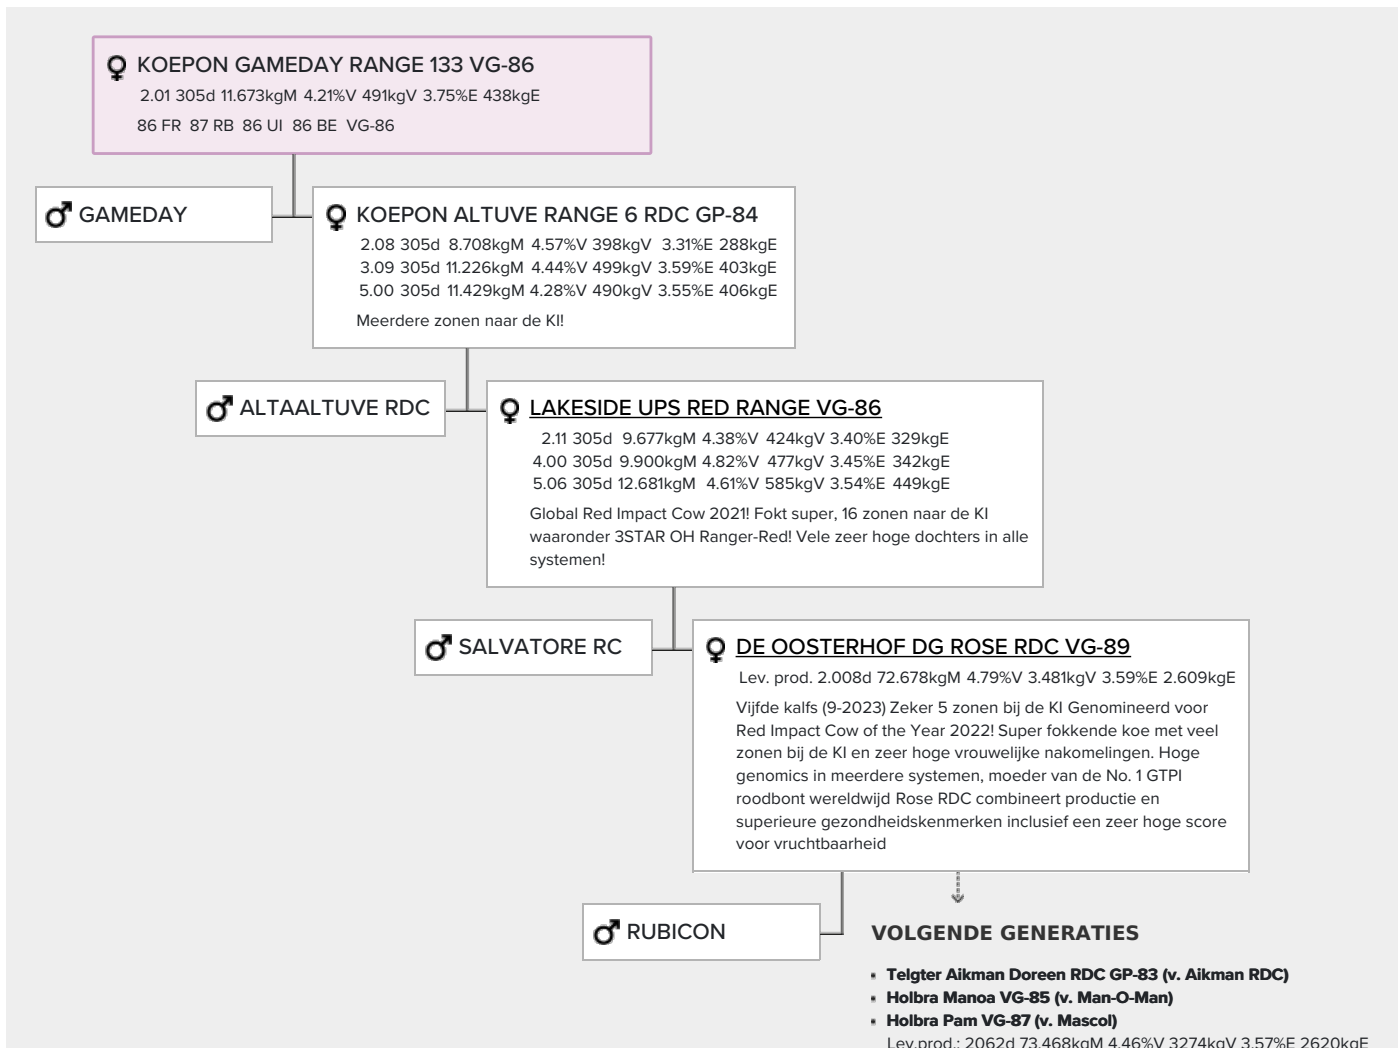 KOEPON GAMEDAY RANGE 133 VG-86
2.01 305d 11.673kgM 4.21%V 491kgV 3.75%E 438kgE
86 FR 87 RB 86 UI 86 BE VG-86
GAMEDAY
KOEPON ALTUVE RANGE 6 RDC GP-84
2.08 305d 8.708kgM 4.57%V 398kgV 3.31%E 288kgE
3.09 305d 11.226kgM 4.44%V 499kgV 3.59%E 403kgE
5.00 305d 11.429kgM 4.28%V 490kgV 3.55%E 406kgE
Meerdere zonen naar de KI!
ALTAALTUVE RDC
LAKESIDE UPS RED RANGE VG-86
2.11 305d 9.677kgM 4.38%V 424kgV 3.40%E 329kgE
4.00 305d 9.900kgM 4.82%V 477kgV 3.45%E 342kgE
5.06 305d 12.681kgM 4.61%V 585kgV 3.54%E 449kgE
Global Red Impact Cow 2021! Fokt super, 16 zonen naar de KI
waaronder 3STAR OH Ranger-Red! Vele zeer hoge dochters in alle
systemen!
SALVATORE RC
DE OOSTERHOF DG ROSE RDC VG-89
Lev. prod. 2.008d 72.678kgM 4.79%V 3.481kgV 3.59%E 2.609kgE
Vijfde kalfs (9-2023) Zeker 5 zonen bij de KI Genomineerd voor
Red Impact Cow of the Year 2022! Super fokkende koe met veel
zonen bij de KI en zeer hoge vrouwelijke nakomelingen. Hoge
genomics in meerdere systemen, moeder van de No. 1 GTPI
roodbont wereldwijd Rose RDC combineert productie en
superieure gezondheidskenmerken inclusief een zeer hoge score
voor vruchtbaarheid
RUBICON
VOLGENDE GENERATIES
Telgter Aikman Doreen RDC GP-83 (v. Aikman RDC)
Holbra Manoa VG-85 (v. Man-O-Man)
Holbra Pam VG-87 (v. Mascol)
Lev.prod.: 2062d 73.468kgM 4.46%V 3274kgV 3.57%E 2620kgE